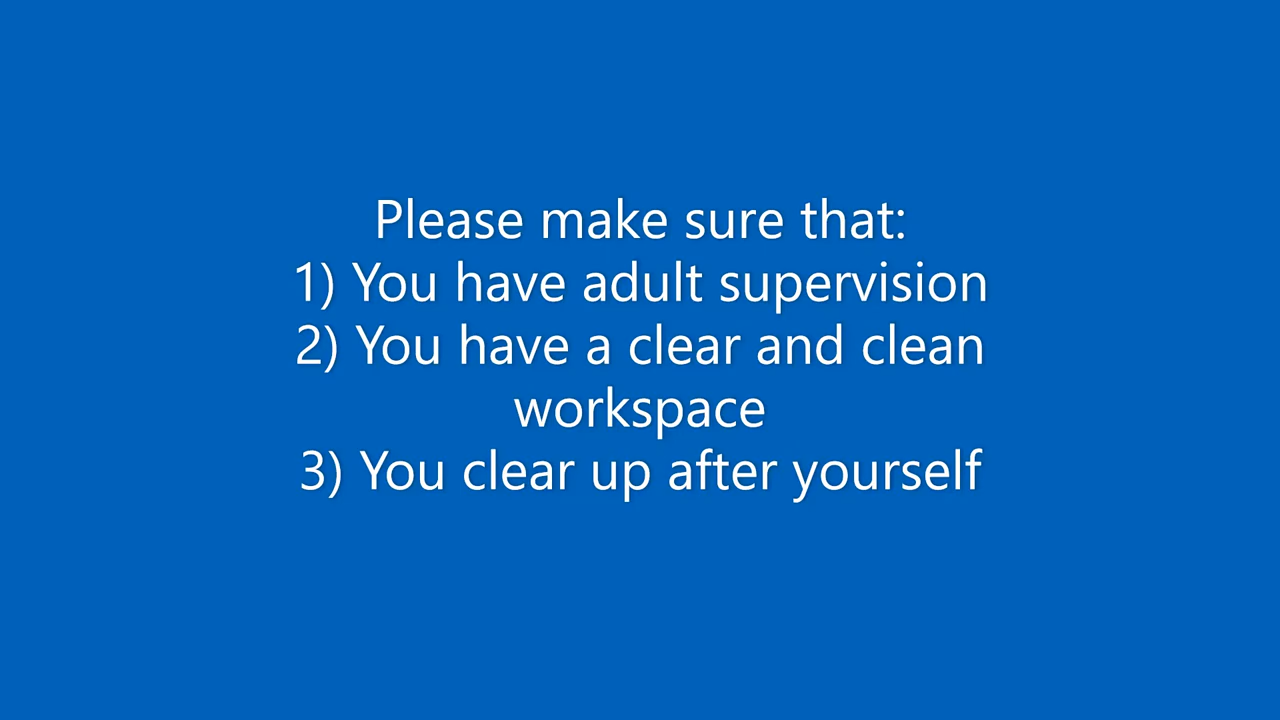 Please make sure that:
1) You have adult supervision
2) You have a clear and clean
workspace
3) You clear up after yourself